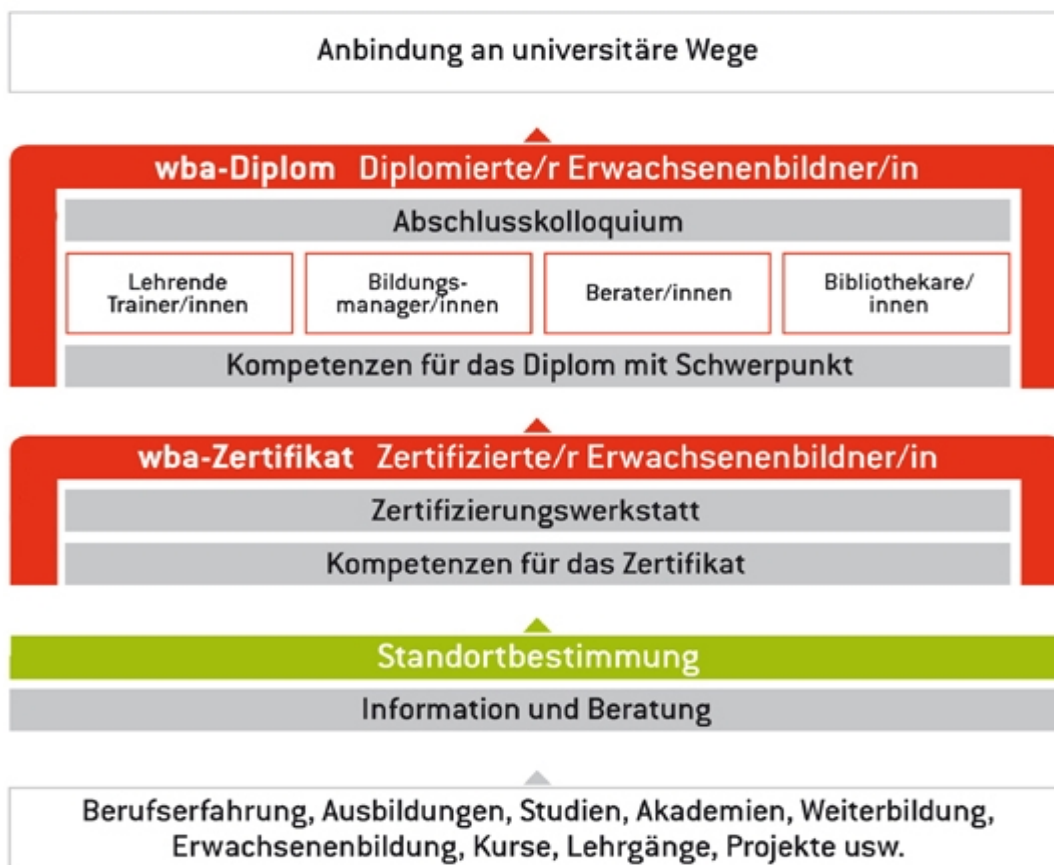 Anbindung an universitäre Wege
wba-Diplom Diplomierte/r Erwachsenenbildner/in
Abschlusskolloquium
Lehrende
Trainer/innen
Bildungs-
manager/innen
Berater/innen
Bibliothekare/
innen
Kompetenzen für das Diplom mit Schwerpunkt
wba-Zertifikat Zertifizierte/r Erwachsenenbildner/in
Zertifizierungswerkstatt
Kompetenzen für das Zertifikat
Standortbestimmung
Information und Beratung
Berufserfahrung, Ausbildungen, Studien, Akademien, Weiterbildung,
Erwachsenenbildung, Kurse, Lehrgänge, Projekte usw.